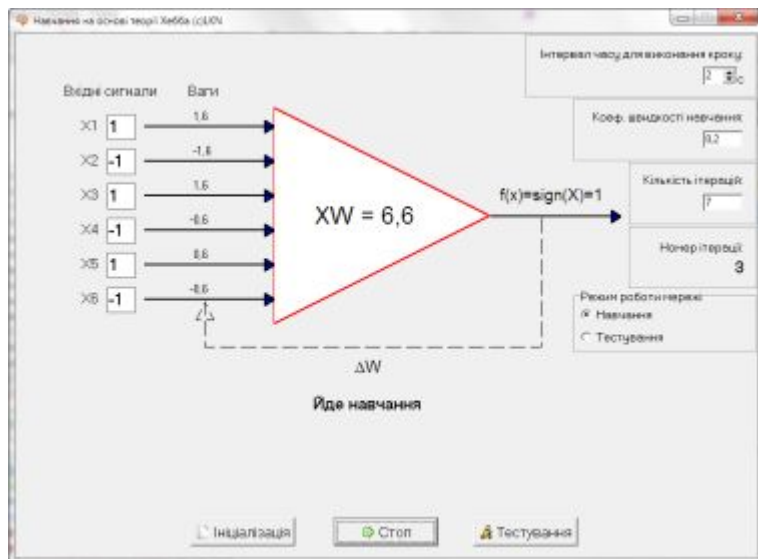 Навчання на основі теорії Хебба (c)LKN
Інтервал часу для виконання кроку:
2 c
Вхідні сигнали Ваги
Коеф. швидкості навчання:
0,2
X1 1 1,6
X2 -1 -1,6
X3 1 1,6
X4 -1 -0,6
X5 1 0,6
X6 -1 -0,6
XW = 6,6
f(x)=sign(X)=1
Кількість ітерацій:
7
Номер ітерації:
3
Режим роботи мережі
Навчання
Тестування
ΔW
Йде навчання
Ініціалізація Стоп Тестування